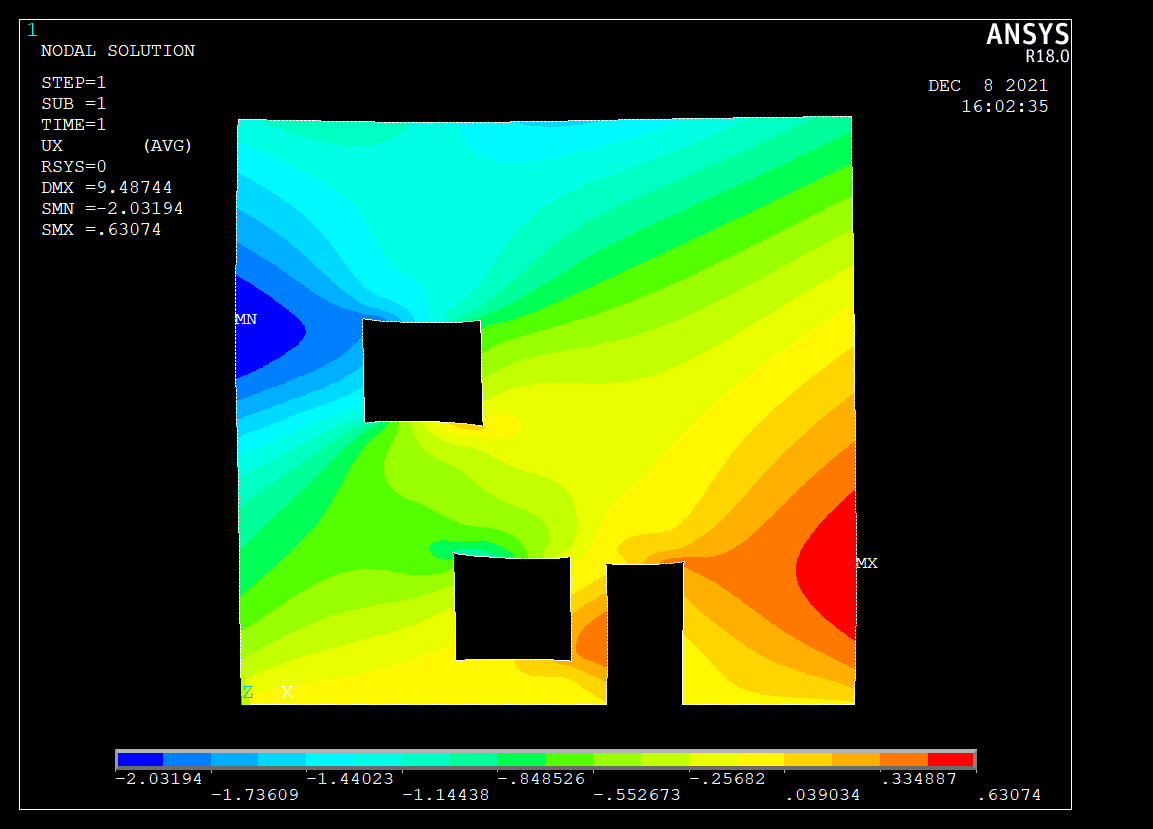 1
ANSYS
R18.0
NODAL SOLUTION
STEP=1
SUB =1
TIME=1
UX (AVG)
RSYS=0
DMX =9.48744
SMN =-2.03194
SMX =.63074
DEC 8 2021
16:02:35
MN
MX
Z X
-2.03194 -1.44023 -.848526 -.25682 .334887
-1.73609 -1.14438 -.552673 .039034 .63074